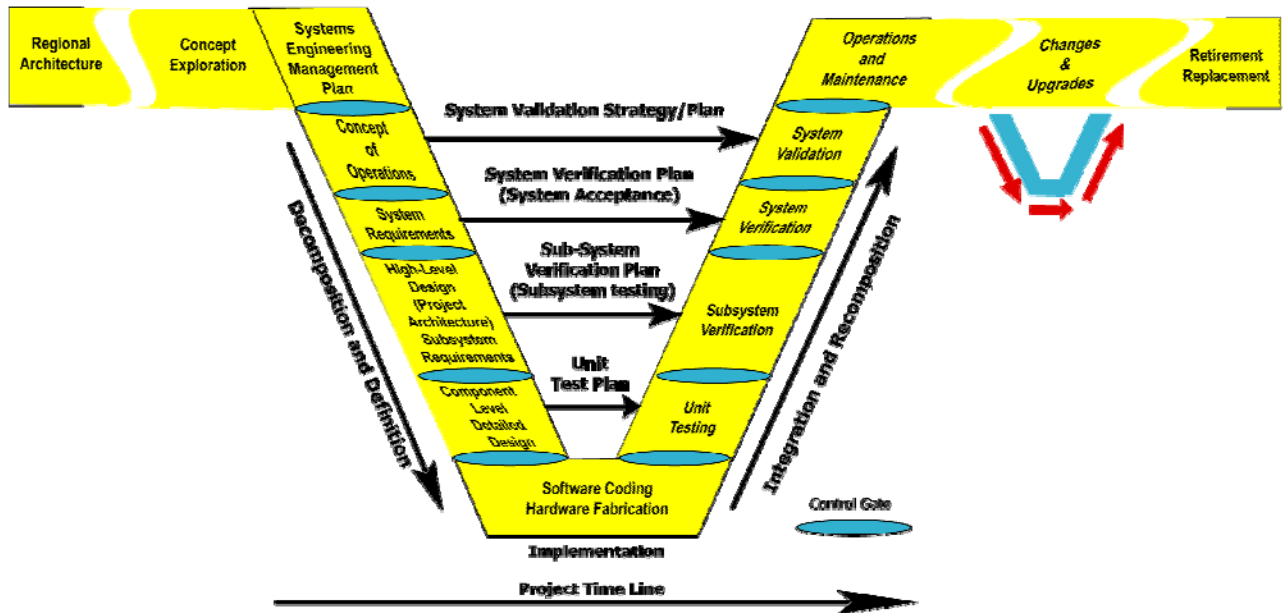 Regional
Architecture
Concept
Exploration
Systems
Engineering
Management
Plan
Concept
of
Operations
System
Requirements
High-Level
Design
(Project
Architecture)
Subsystem
Requirements
Component
Level
Detailed
Design
Decomposition and Definition
System Validation Strategy/Plan
System Verification Plan
(System Acceptance)
Sub-System
Verification Plan
(Subsystem testing)
Unit
Test Plan
Software Coding
Hardware Fabrication
Implementation
Project Time Line
Operations
and
Maintenance
System
Validation
System
Verification
Subsystem
Verification
Unit
Testing
Integration and Recomposition
Changes
&
Upgrades
Retirement
Replacement
Control Gate